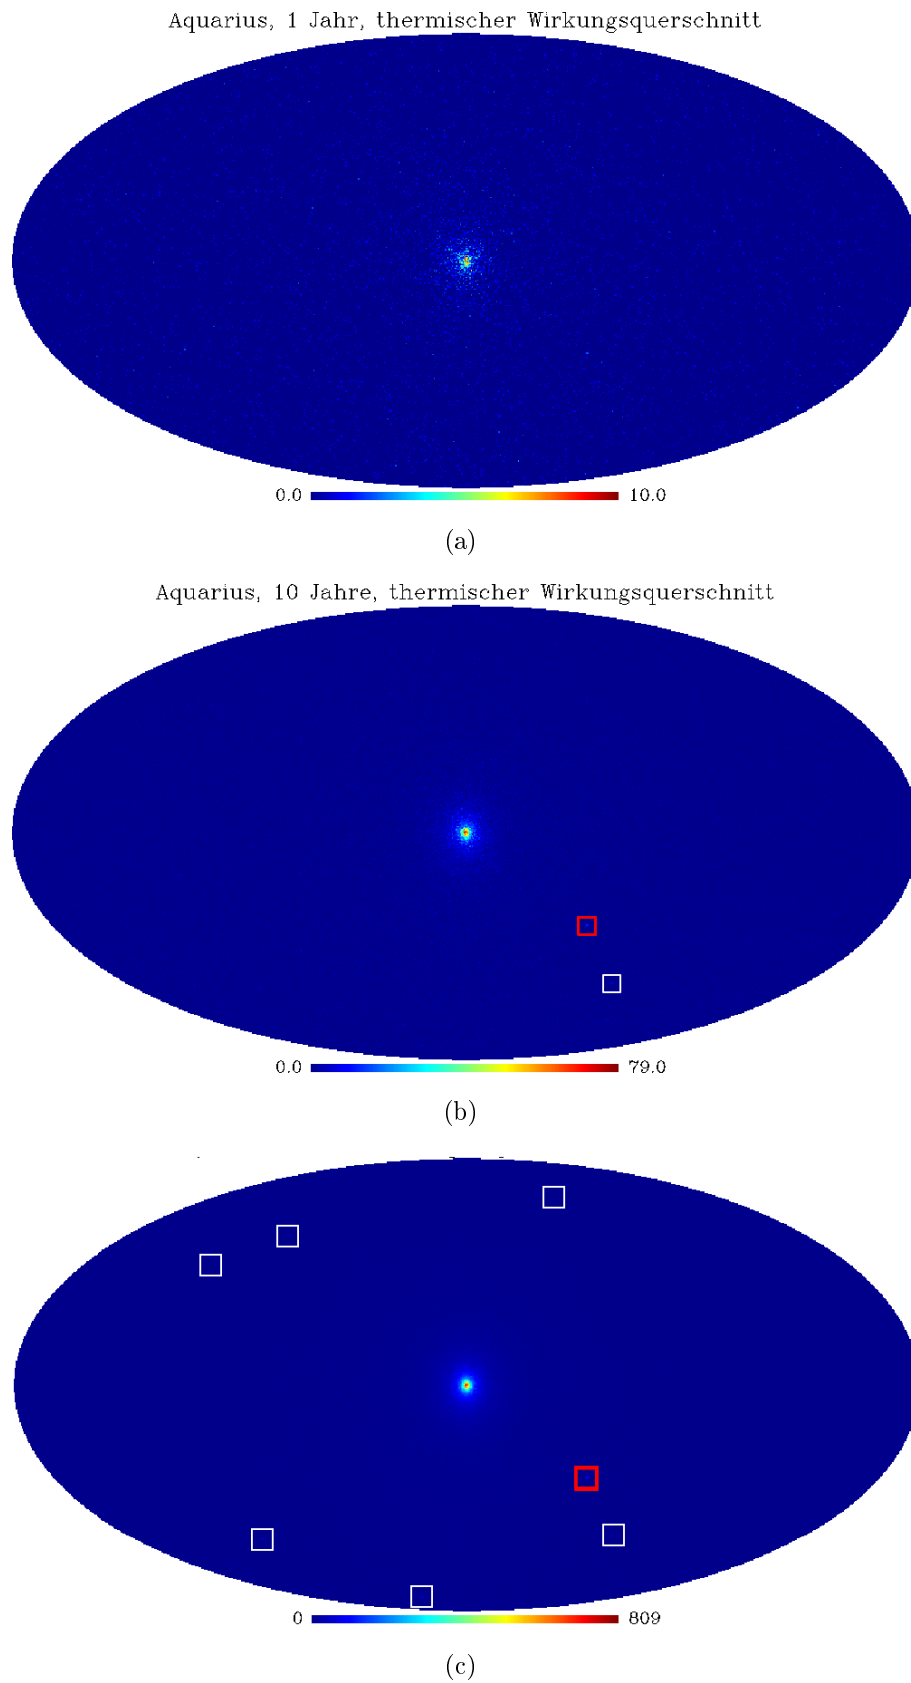 Aquarius, 1 Jahr, thermischer Wirkungsquerschnitt
0.0 10.0
(a)
Aquarius, 10 Jahre, thermischer Wirkungsquerschnitt
0.0 79.0
(b)
0 809
(c)